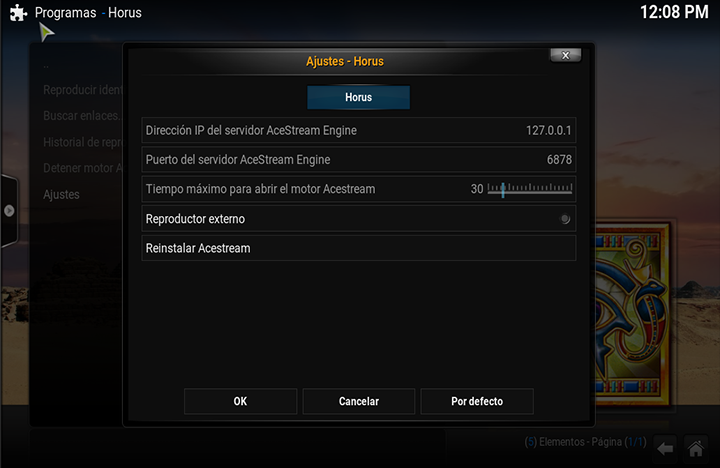 Programas - Horus
12:08 PM
Ajustes - Horus
x
Horus
..
Reproducir
Buscar enlaces..
Historial de
Detener motor
Ajustes
Dirección IP del servidor AceStream Engine 127.0.0.1
Puerto del servidor AceStream Engine 6878
Tiempo máximo para abrir el motor Acestream 30
Reproductor externo
Reinstalar Acestream
OK Cancelar Por defecto
(5) Elementos - Página (1/1)